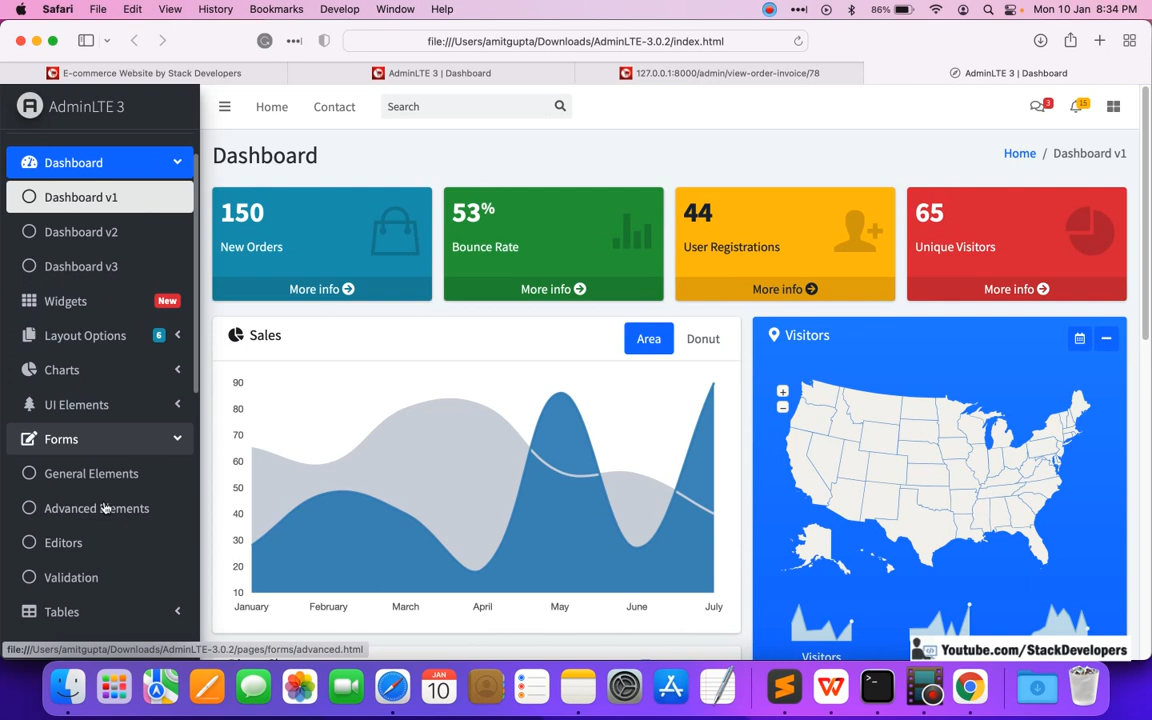 Safari File Edit View History Bookmarks Develop Window Help 86% Mon 10 Jan 8:34 PM
file:///Users/amitgupta/Downloads/AdminLTE-3.0.2/index.html
E-commerce Website by Stack Developers AdminLTE 3 | Dashboard 127.0.0.1:8000/admin/view-order-invoice/78 AdminLTE 3 | Dashboard
A AdminLTE 3 Home Contact Search 3 15
Dashboard
Home / Dashboard v1
Dashboard
Dashboard v1
Dashboard v2
Dashboard v3
Widgets New
Layout Options 6
Charts
UI Elements
Forms
General Elements
Advanced Elements
Editors
Validation
Tables
150
New Orders
More info
53%
Bounce Rate
More info
44
User Registrations
More info
65
Unique Visitors
More info
Sales Area Donut
90
80
70
60
50
40
30
20
10
January February March April May June July
Visitors
+
-
Visitors
file:///Users/amitgupta/Downloads/AdminLTE-3.0.2/pages/forms/advanced.html
Youtube.com/StackDevelopers
JAN
10